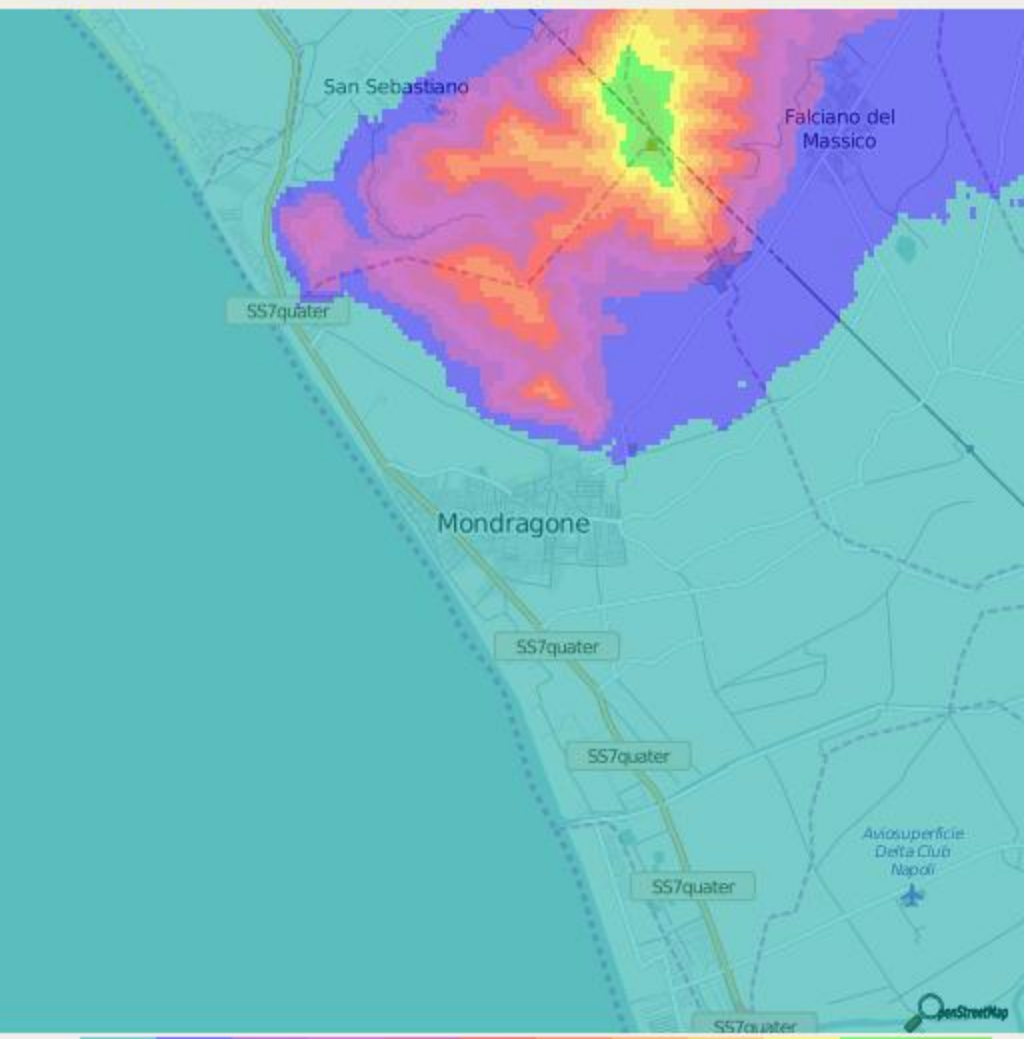 San Sebastiano
Falciano del
Massico
SS7quater
Mondragone
SS7quater
SS7quater
Aviosuperficie
Delta Club
Napoli
SS7quater
OpenStreetMap
SS7quater